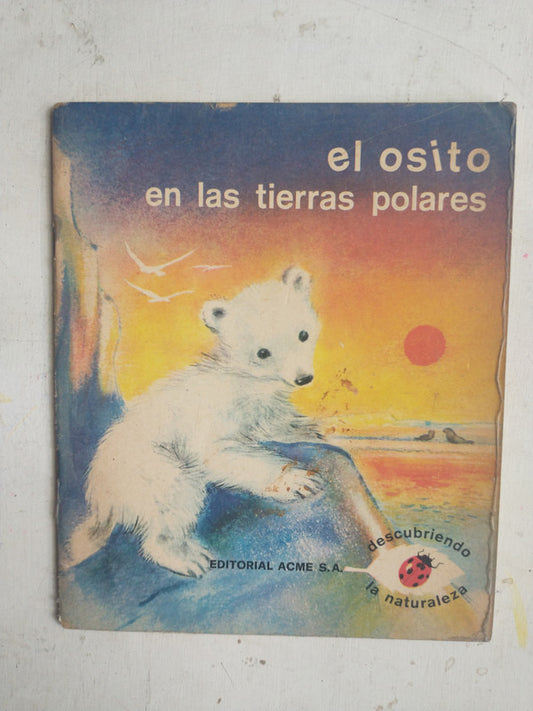 el osito
en las tierras polares
EDITORIAL ACME S.A.
descubriendo
la naturaleza